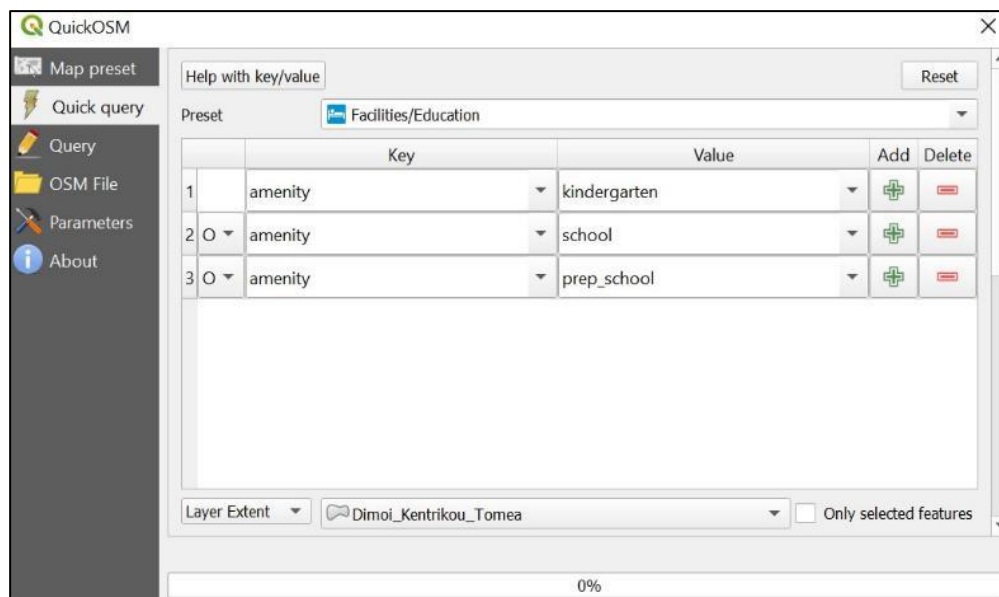 QuickOSM
Map preset
Quick query
Query
OSM File
Parameters
About
Help with key/value
Reset
Preset
Facilities/Education
Key Value Add Delete
1 amenity kindergarten
2 O amenity school
3 O amenity prep_school
Layer Extent Dimoi_Kentrikou_Tomea Only selected features
0%